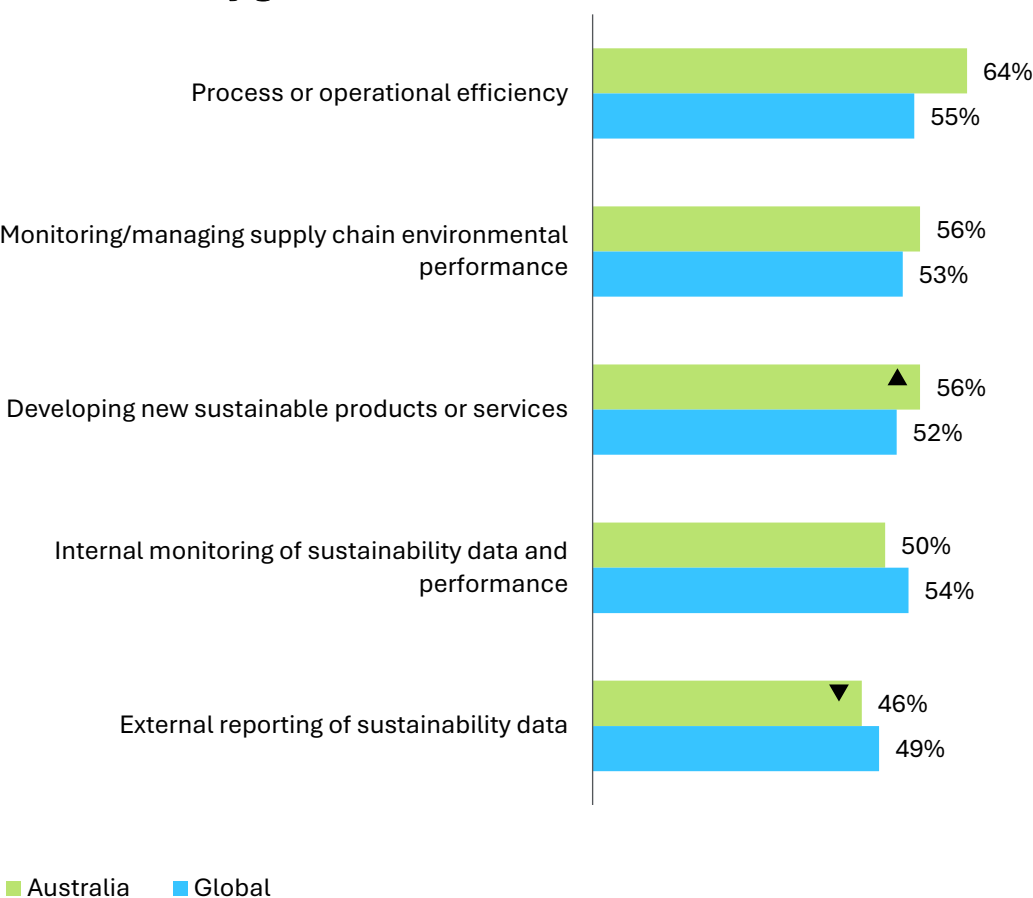 Process or operational efficiency
64%
55%
Monitoring/managing supply chain environmental
performance
56%
53%
Developing new sustainable products or services
56%
52%
Internal monitoring of sustainability data and
performance
50%
54%
External reporting of sustainability data
46%
49%
Australia
Global